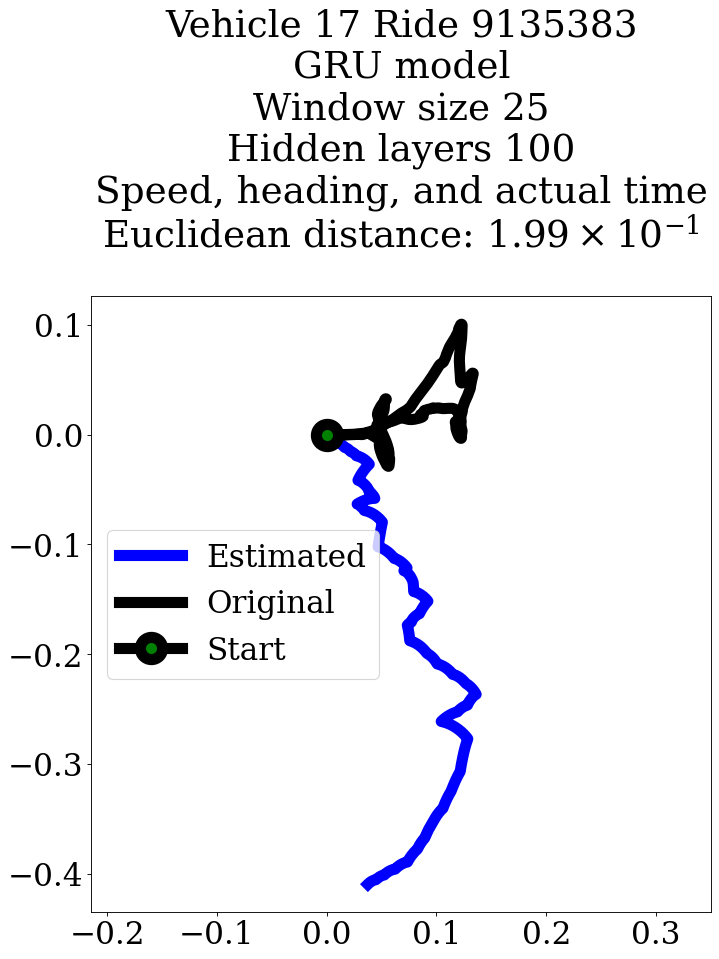 Vehicle 17 Ride 9135383
GRU model
Window size 25
Hidden layers 100
Speed, heading, and actual time
Euclidean distance: 1.99 × 10⁻¹
0.1
0.0
−0.1
−0.2
−0.3
−0.4
Estimated
Original
Start
−0.2 −0.1 0.0 0.1 0.2 0.3